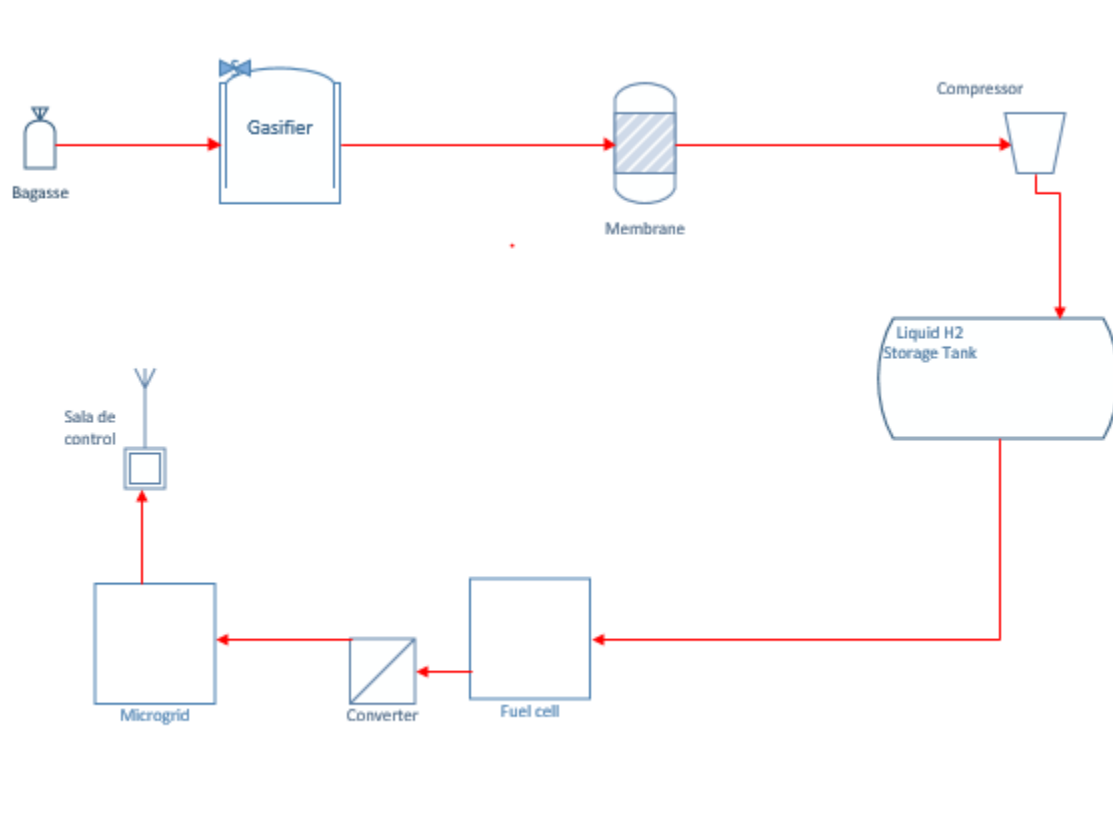 Compressor
Gasifier
Bagasse
Membrane
Liquid H2
Storage Tank
Sala de
control
Microgrid
Converter
Fuel cell